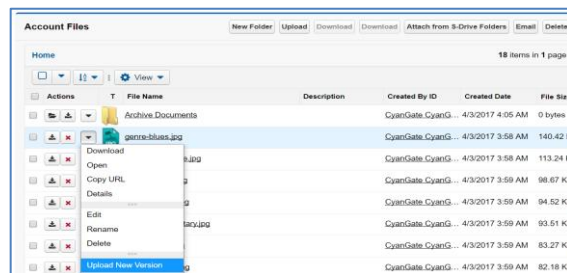 Account Files New Folder Upload Download Download Attach from S-Drive Folders Email Delete
Home 18 items in 1 page
View
Actions T File Name Description Created By ID Created Date File Siz
Archive Documents CyanGate CyanG... 4/3/2017 4:05 AM 0 bytes
genre-blues.jpg CyanGate CyanG... 4/3/2017 3:58 AM 140.42
Download
e.jpg CyanGate CyanG... 4/3/2017 3:58 AM 113.24
Open
Copy URL
g CyanGate CyanG... 4/3/2017 3:59 AM 98.67 K
Details
g CyanGate CyanG... 4/3/2017 3:59 AM 94.52 K
Edit
tary.jpg CyanGate CyanG... 4/3/2017 3:59 AM 93.51 K
Rename
Delete
CyanGate CyanG... 4/3/2017 3:59 AM 83.27 K
Upload New Version
g CyanGate CyanG... 4/3/2017 3:59 AM 82.18 K